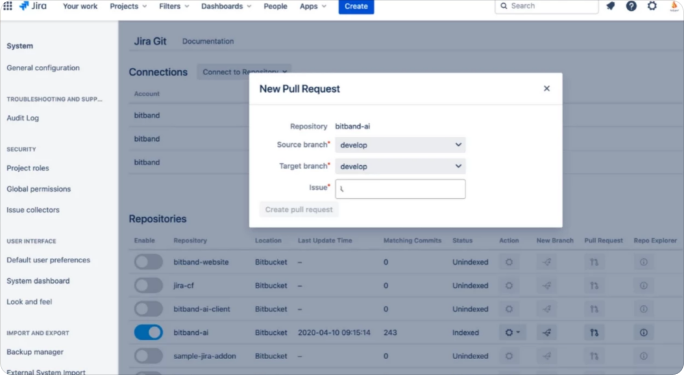 Jira Your work Projects Filters Dashboards People Apps Create Search
System
General configuration
TROUBLESHOOTING AND SUPP...
Audit Log
SECURITY
Project roles
Global permissions
Issue collectors
USER INTERFACE
Default user preferences
System dashboard
Look and feel
IMPORT AND EXPORT
Backup manager
External System Import
Jira Git Documentation
Connections Connect to Repository
Account
bitband
bitband
bitband
New Pull Request
Repository bitband-ai
Source branch* develop
Target branch* develop
Issue*
Create pull request
Repositories
Enable Repository Location Last Update Time Matching Commits Status Action New Branch Pull Request Repo Explorer
bitband-website Bitbucket – 0 Unindexed
jira-cf Bitbucket – 0 Unindexed
bitband-ai-client Bitbucket – 0 Unindexed
bitband-ai Bitbucket 2020-04-10 09:15:14 243 Indexed
sample-jira-addon Bitbucket – 0 Unindexed